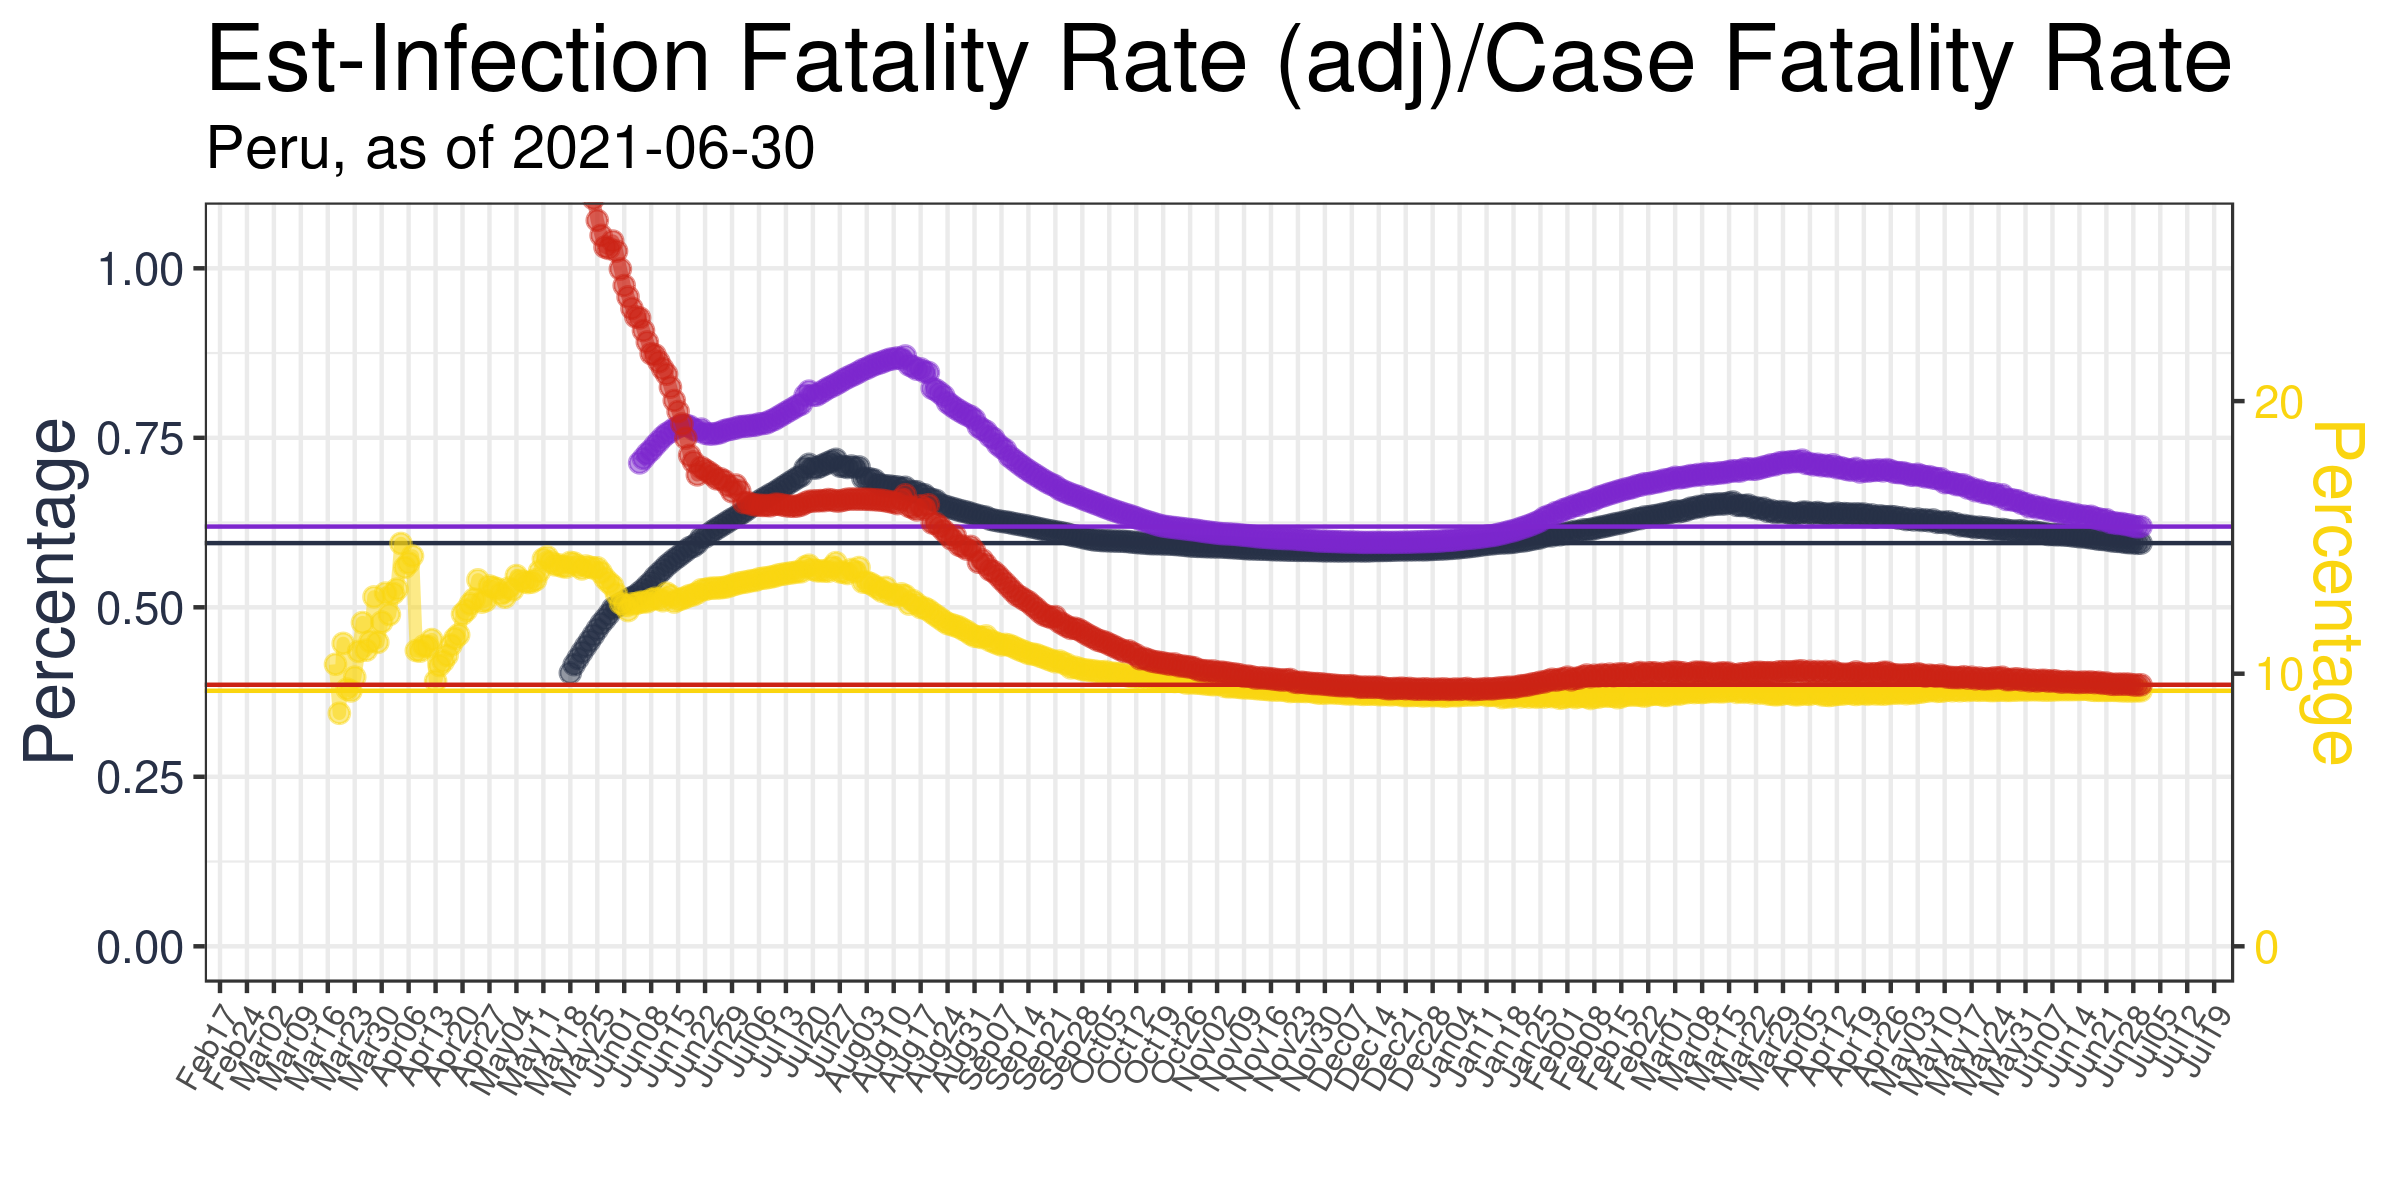 Est-Infection Fatality Rate (adj)/Case Fatality Rate
Peru, as of 2021-06-30
Percentage
1.00
0.75
0.50
0.25
0.00
20
10
0
Percentage
Feb17
Feb24
Mar02
Mar09
Mar16
Mar23
Mar30
Apr06
Apr13
Apr20
Apr27
May04
May11
May18
May25
Jun01
Jun08
Jun15
Jun22
Jun29
Jul06
Jul13
Jul20
Jul27
Aug03
Aug10
Aug17
Aug24
Aug31
Sep07
Sep14
Sep21
Sep28
Oct05
Oct12
Oct19
Oct26
Nov02
Nov09
Nov16
Nov23
Nov30
Dec07
Dec14
Dec21
Dec28
Jan04
Jan11
Jan18
Jan25
Feb01
Feb08
Feb15
Feb22
Mar01
Mar08
Mar15
Mar22
Mar29
Apr05
Apr12
Apr19
Apr26
May03
May10
May17
May24
May31
Jun07
Jun14
Jun21
Jun28
Jul05
Jul12
Jul19